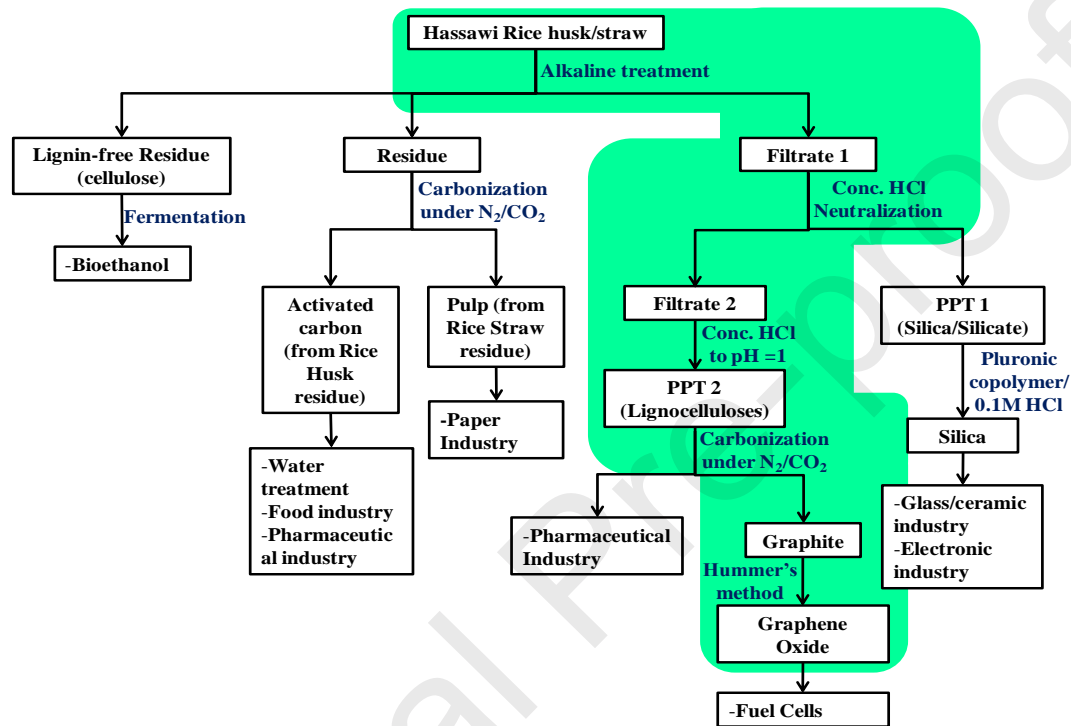 Hassawi Rice husk/straw
Alkaline treatment
Lignin-free Residue
(cellulose)
Residue
Filtrate 1
Fermentation
Carbonization
under N₂/CO₂
Conc. HCl
Neutralization
-Bioethanol
Activated
carbon
(from Rice
Husk
residue)
Pulp (from
Rice Straw
residue)
Filtrate 2
PPT 1
(Silica/Silicate)
Conc. HCl
to pH =1
Pluronic
copolymer/
0.1M HCl
PPT 2
(Lignocelluloses)
-Paper
Industry
Carbonization
under N₂/CO₂
Silica
-Water
treatment
-Food industry
-Pharmaceutic
al industry
-Pharmaceutical
Industry
Graphite
-Glass/ceramic
industry
-Electronic
industry
Hummer's
method
Graphene
Oxide
-Fuel Cells
al Pre-proof